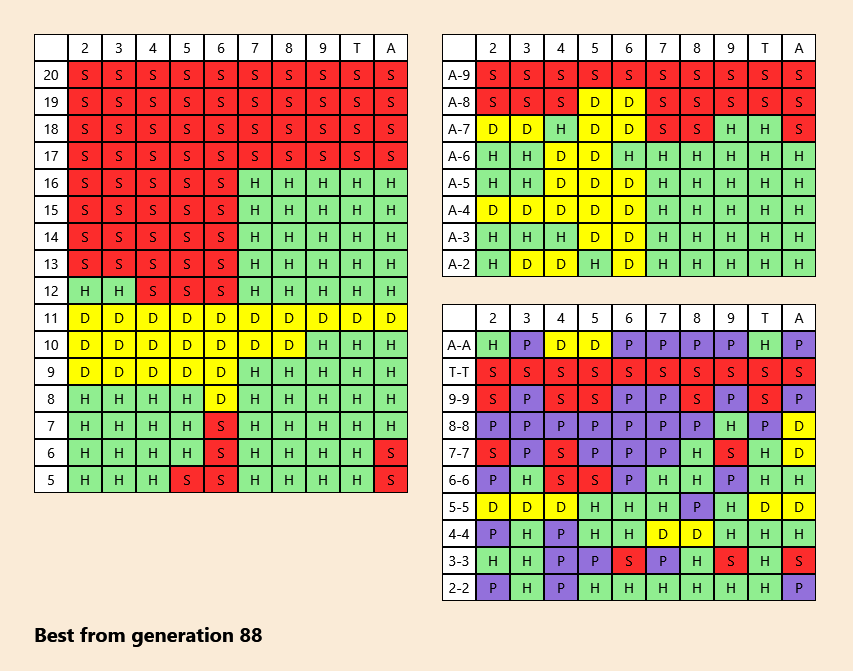 2 3 4 5 6 7 8 9 T A
20 S S S S S S S S S S
19 S S S S S S S S S S
18 S S S S S S S S S S
17 S S S S S S S S S S
16 S S S S S H H H H H
15 S S S S S H H H H H
14 S S S S S H H H H H
13 S S S S S H H H H H
12 H H S S S H H H H H
11 D D D D D D D D D D
10 D D D D D D D H H H
9 D D D D D H H H H H
8 H H H H D H H H H H
7 H H H H S H H H H H
6 H H H H S H H H H S
5 H H H S S H H H H S
2 3 4 5 6 7 8 9 T A
A-9 S S S S S S S S S S
A-8 S S S D D S S S S S
A-7 D D H D D S S H H S
A-6 H H D D H H H H H H
A-5 H H D D D H H H H H
A-4 D D D D D H H H H H
A-3 H H H D D H H H H H
A-2 H D D H D H H H H H
2 3 4 5 6 7 8 9 T A
A-A H P D D P P P P H P
T-T S S S S S S S S S S
9-9 S P S S P P S P S P
8-8 P P P P P P P H P D
7-7 S P S P P P H S H D
6-6 P H S S P H H P H H
5-5 D D D H H H P H D D
4-4 P H P H H D D H H H
3-3 H H P P S P H S H S
2-2 P H P H H H H H H P
Best from generation 88